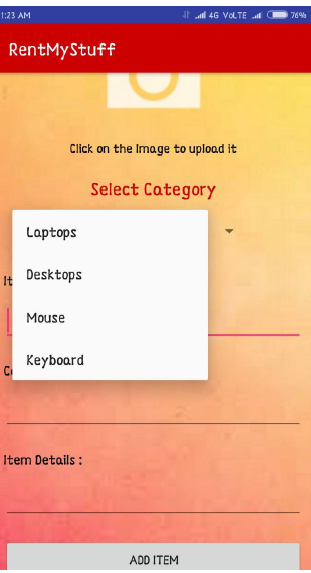 1:23 AM 4G VoLTE 76%
RentMyStuff
Click on the Image to upload it
Select Category
Laptops
Desktops
It
Mouse
Keyboard
Item Details :
ADD ITEM